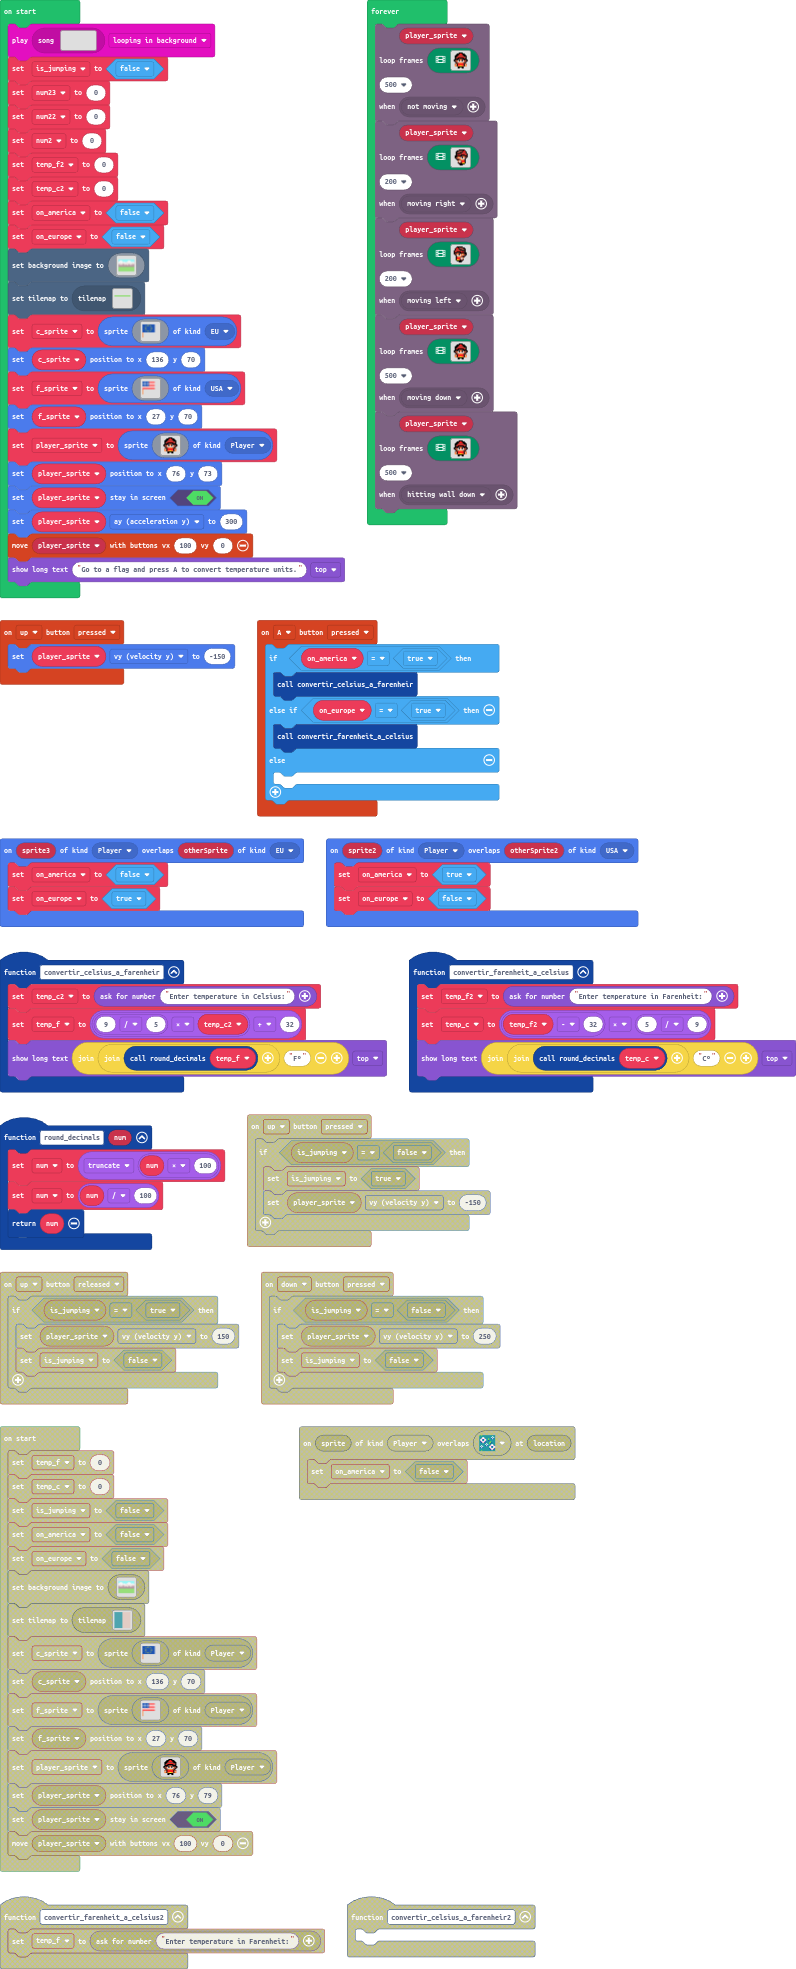 on start
play song looping in background
set is_jumping to false
set num23 to 0
set num22 to 0
set num2 to 0
set temp_f2 to 0
set temp_c2 to 0
set on_america to false
set on_europe to false
set background image to
set tilemap to tilemap
set c_sprite to sprite of kind EU
set c_sprite position to x 136 y 70
set f_sprite to sprite of kind USA
set f_sprite position to x 27 y 70
set player_sprite to sprite of kind Player
set player_sprite position to x 76 y 73
set player_sprite stay in screen ON
set player_sprite ay (acceleration y) to 300
move player_sprite with buttons vx 100 vy 0
show long text "Go to a flag and press A to convert temperature units." top
forever
player_sprite
loop frames
500
when not moving
player_sprite
loop frames
200
when moving right
player_sprite
loop frames
200
when moving left
player_sprite
loop frames
500
when moving down
player_sprite
loop frames
500
when hitting wall down
on up button pressed
set player_sprite vy (velocity y) to -150
on A button pressed
if on_america = true then
call convertir_celsius_a_farenheir
else if on_europe = true then
call convertir_farenheit_a_celsius
else
on sprite3 of kind Player overlaps otherSprite of kind EU
set on_america to false
set on_europe to true
on sprite2 of kind Player overlaps otherSprite2 of kind USA
set on_america to true
set on_europe to false
function convertir_celsius_a_farenheir
set temp_c2 to ask for number "Enter temperature in Celsius:"
set temp_f to 9 / 5 × temp_c2 + 32
show long text join join call round_decimals temp_f "Fº" top
function convertir_farenheit_a_celsius
set temp_f2 to ask for number "Enter temperature in Farenheit:"
set temp_c to temp_f2 - 32 × 5 / 9
show long text join join call round_decimals temp_c "Cº" top
function round_decimals num
set num to truncate num × 100
set num to num / 100
return num
on up button pressed
if is_jumping = false then
set is_jumping to true
set player_sprite vy (velocity y) to -150
on up button released
if is_jumping = true then
set player_sprite vy (velocity y) to 150
set is_jumping to false
on down button pressed
if is_jumping = false then
set player_sprite vy (velocity y) to 250
set is_jumping to false
on start
set temp_f to 0
set temp_c to 0
set is_jumping to false
set on_america to false
set on_europe to false
set background image to
set tilemap to tilemap
set c_sprite to sprite of kind Player
set c_sprite position to x 136 y 70
set f_sprite to sprite of kind Player
set f_sprite position to x 27 y 70
set player_sprite to sprite of kind Player
set player_sprite position to x 76 y 79
set player_sprite stay in screen ON
move player_sprite with buttons vx 100 vy 0
on sprite of kind Player overlaps at location
set on_america to false
function convertir_farenheit_a_celsius2
set temp_f to ask for number "Enter temperature in Farenheit:"
function convertir_celsius_a_farenheir2